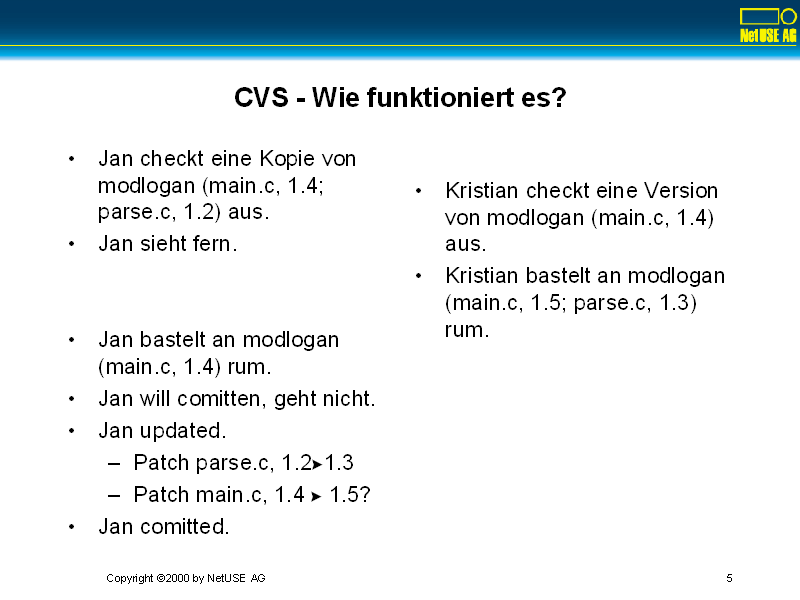 NetUSE AG
CVS - Wie funktioniert es?
• Jan checkt eine Kopie von
modlogan (main.c, 1.4;
parse.c, 1.2) aus.
• Jan sieht fern.
• Kristian checkt eine Version
von modlogan (main.c, 1.4)
aus.
• Kristian bastelt an modlogan
(main.c, 1.5; parse.c, 1.3)
rum.
• Jan bastelt an modlogan
(main.c, 1.4) rum.
• Jan will comitten, geht nicht.
• Jan updated.
– Patch parse.c, 1.2➤1.3
– Patch main.c, 1.4 ➤ 1.5?
• Jan comitted.
Copyright ©2000 by NetUSE AG
5